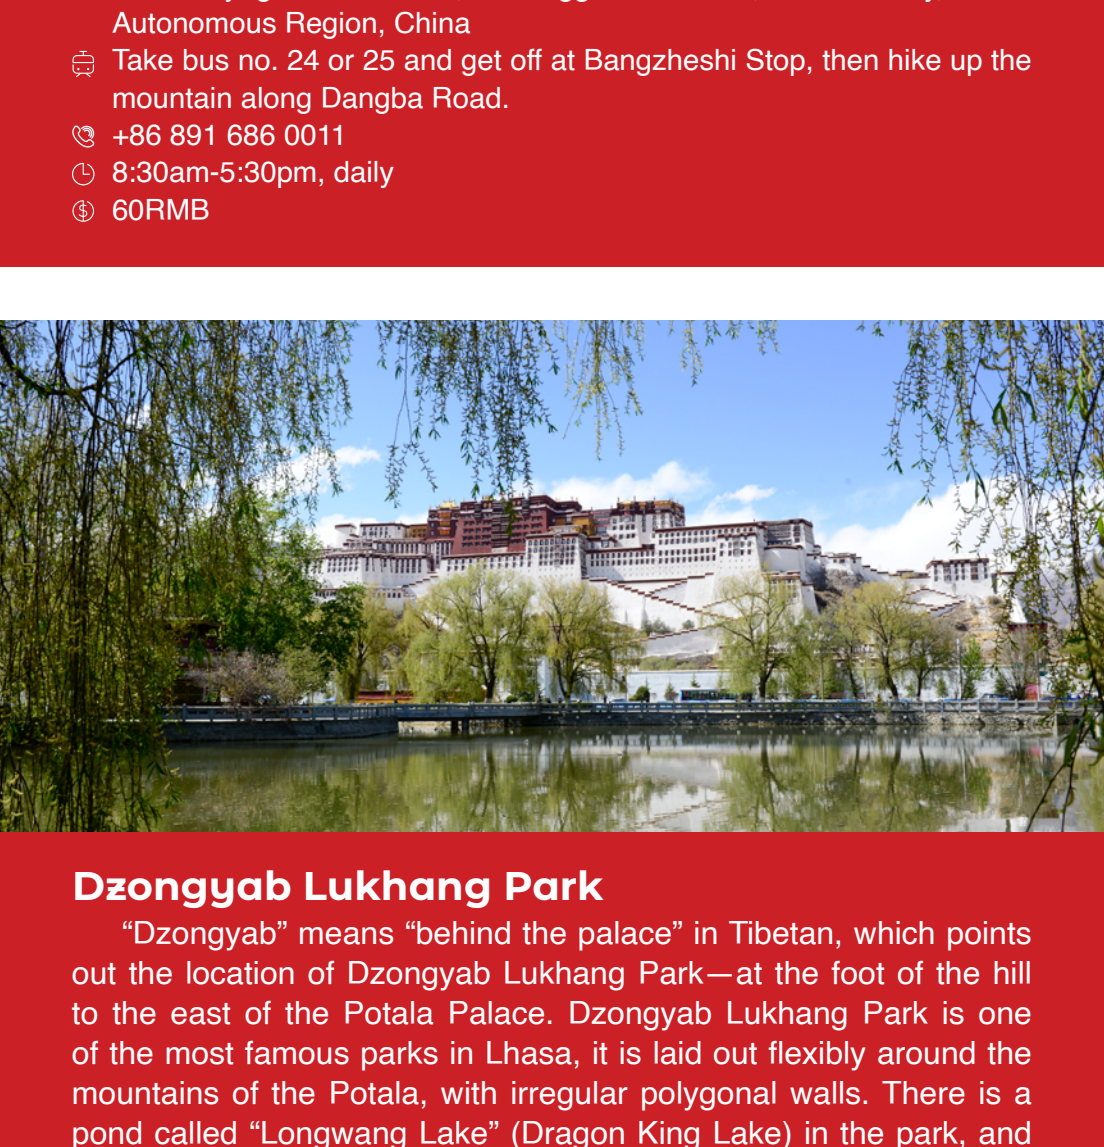 Autonomous Region, China
Take bus no. 24 or 25 and get off at Bangzheshi Stop, then hike up the
mountain along Dangba Road.
+86 891 686 0011
8:30am-5:30pm, daily
60RMB
Dzongyab Lukhang Park
“Dzongyab” means “behind the palace” in Tibetan, which points
out the location of Dzongyab Lukhang Park—at the foot of the hill
to the east of the Potala Palace. Dzongyab Lukhang Park is one
of the most famous parks in Lhasa, it is laid out flexibly around the
mountains of the Potala, with irregular polygonal walls. There is a
pond called “Longwang Lake” (Dragon King Lake) in the park, and